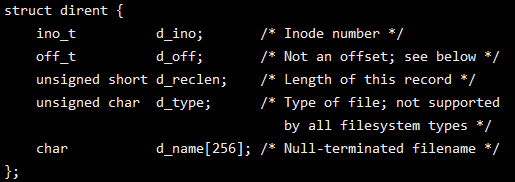 struct dirent {
    ino_t          d_ino;       /* Inode number */
    off_t          d_off;       /* Not an offset; see below */
    unsigned short d_reclen;    /* Length of this record */
    unsigned char  d_type;      /* Type of file; not supported
                                   by all filesystem types */
    char           d_name[256]; /* Null-terminated filename */
};